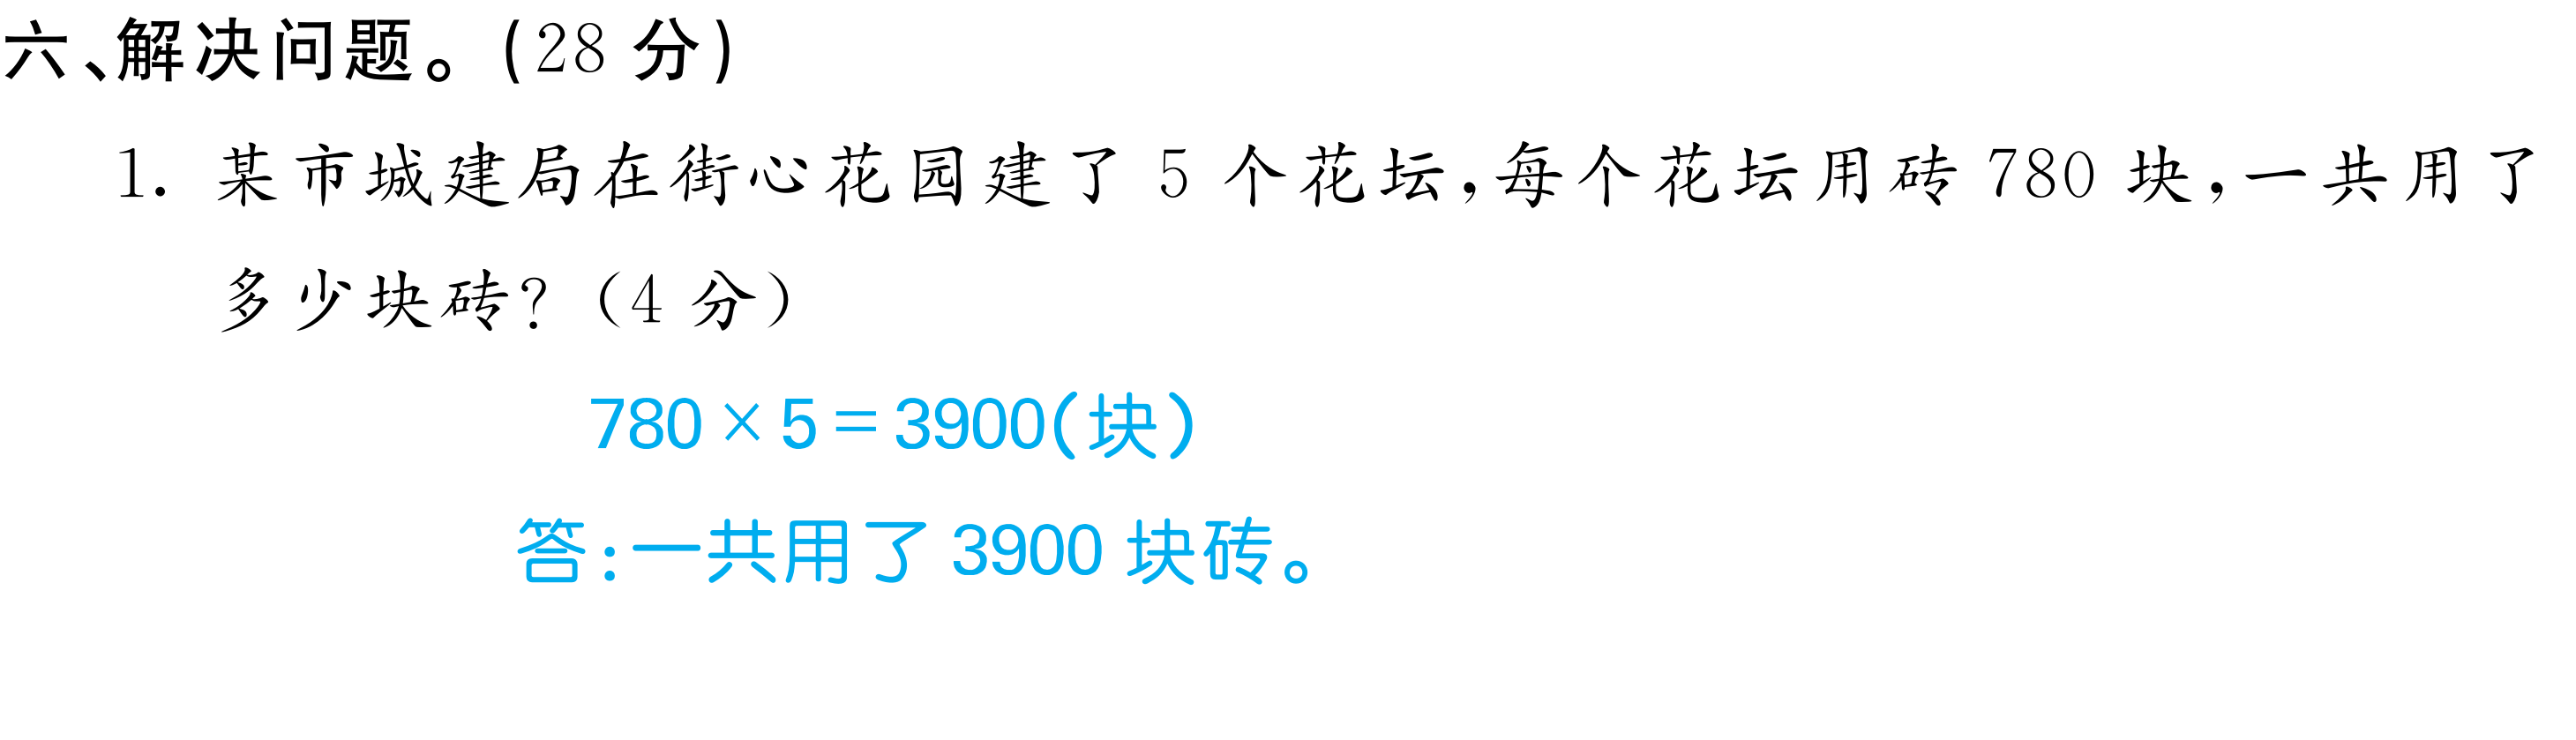 六、解决问题。(28 分)
1. 某市城建局在街心花园建了 5 个花坛,每个花坛用砖 780 块,一共用了
多少块砖?(4 分)
780×5=3900(块)
答:一共用了 3900 块砖。